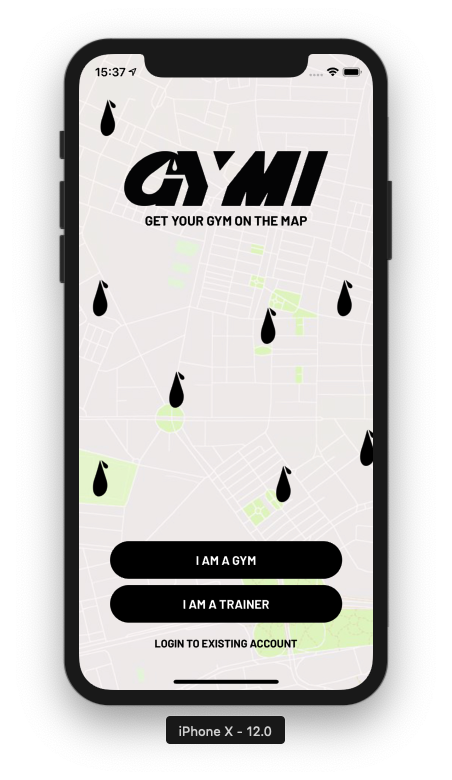 15:37
GYMI
GET YOUR GYM ON THE MAP
I AM A GYM
I AM A TRAINER
LOGIN TO EXISTING ACCOUNT
iPhone X - 12.0